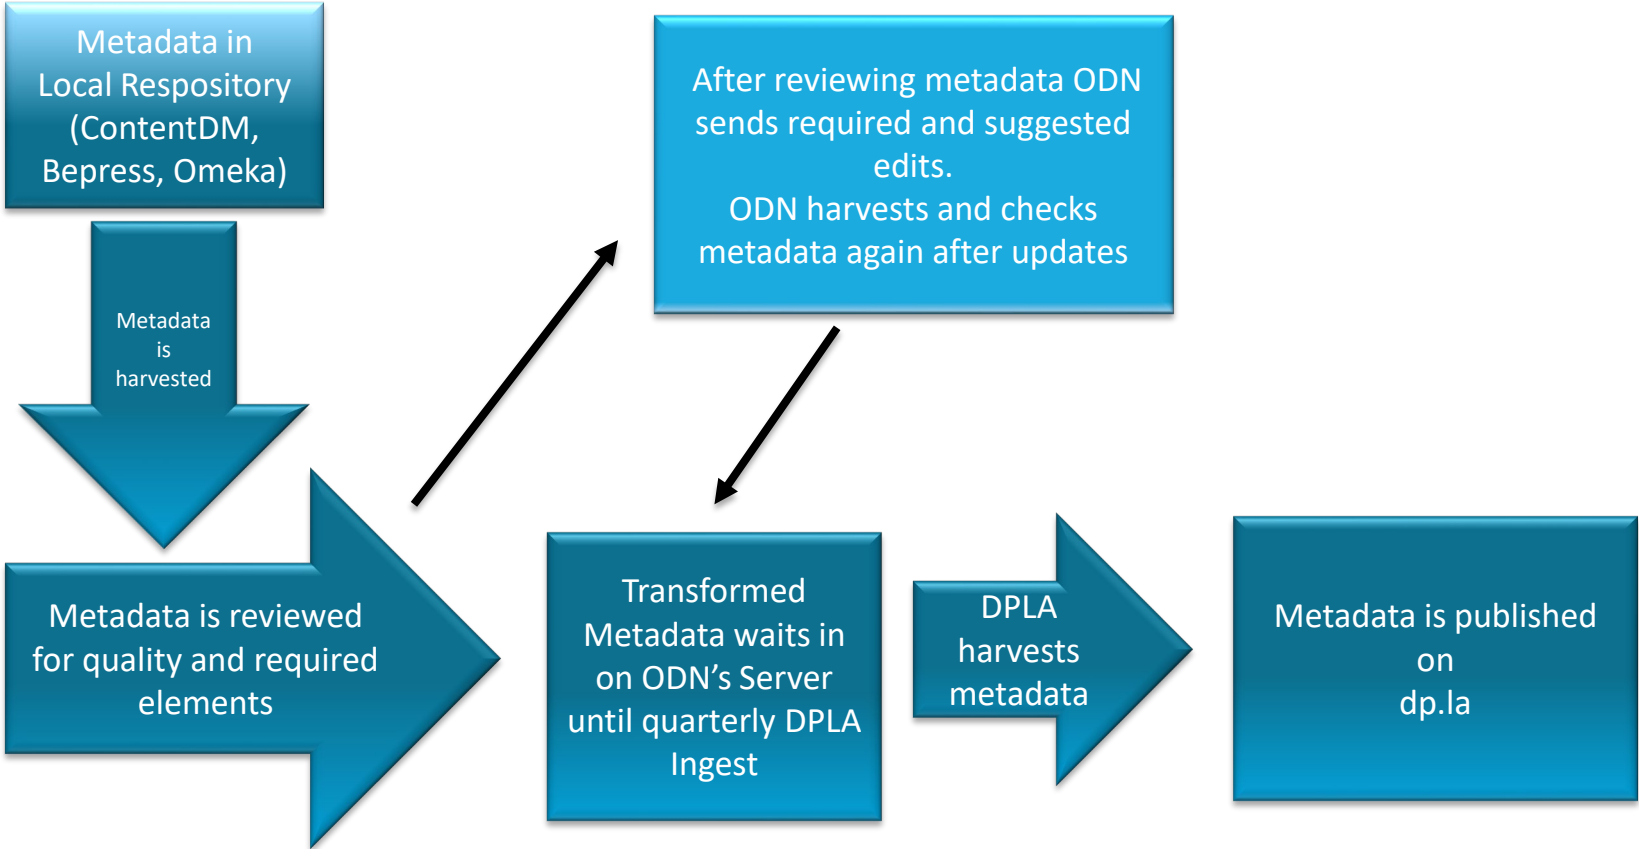 Metadata in
Local Respository
(ContentDM,
Bepress, Omeka)
Metadata
is
harvested
Metadata is reviewed
for quality and required
elements
After reviewing metadata ODN
sends required and suggested
edits.
ODN harvests and checks
metadata again after updates
Transformed
Metadata waits in
on ODN’s Server
until quarterly DPLA
Ingest
DPLA
harvests
metadata
Metadata is published
on
dp.la